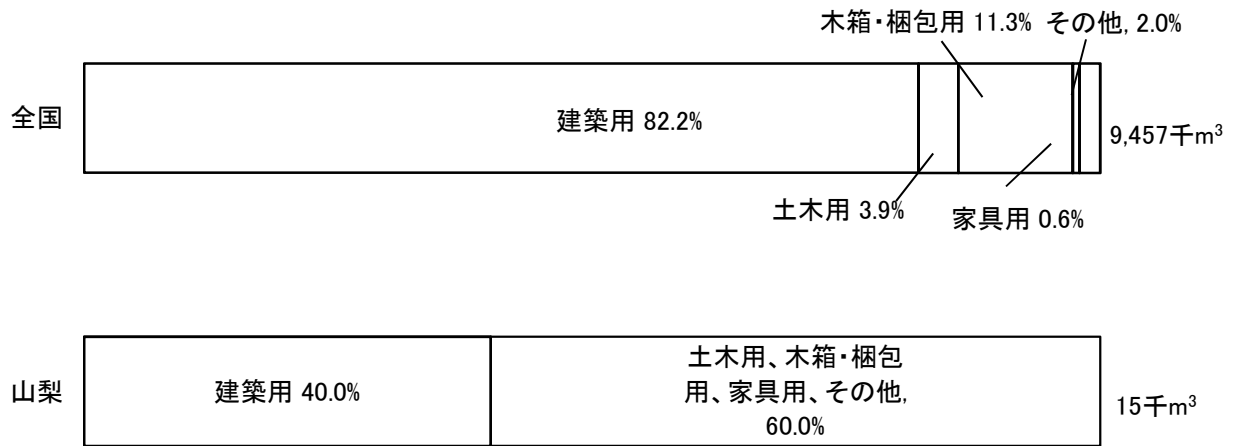 木箱・梱包用 11.3% その他, 2.0%
全国
建築用 82.2%
9,457千m³
土木用 3.9%
家具用 0.6%
山梨
建築用 40.0%
土木用、木箱・梱包
用、家具用、その他,
60.0%
15千m³